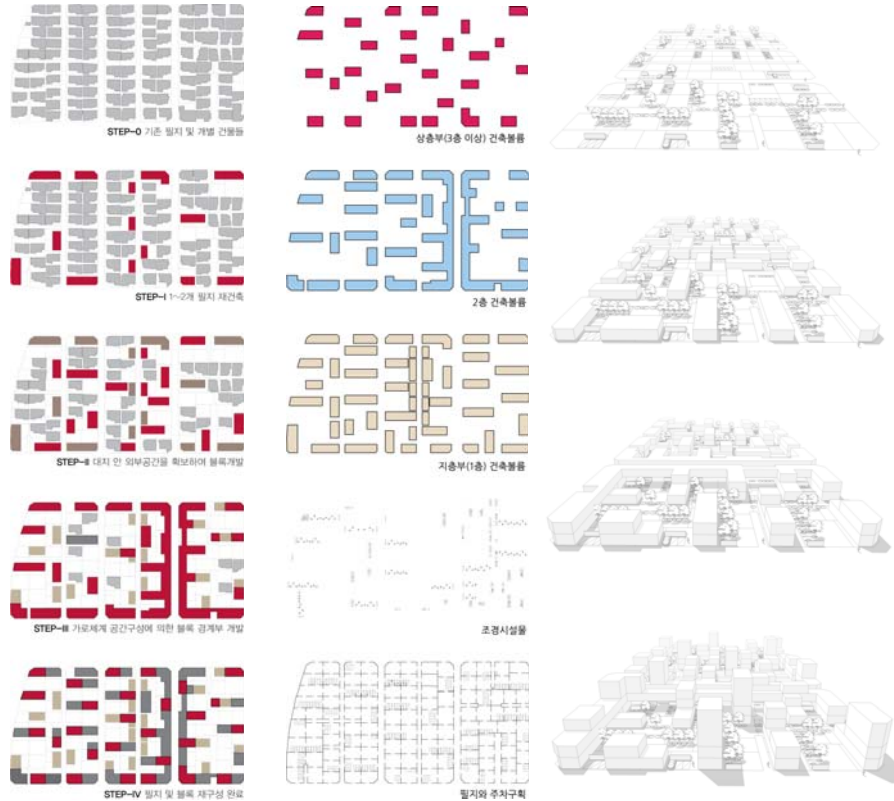 STEP-0 기존 필지 및 개별 건물들
상층부(3층 이상) 건축볼륨
STEP-I 1~2개 필지 재건축
2층 건축볼륨
STEP-II 대지 안 외부공간을 확보하여 블록개발
지층부(1층) 건축볼륨
STEP-III 가로체계 공간구성에 의한 블록 경계부 개발
조경시설물
STEP-IV 필지 및 블록 재구성 완료
필지와 주차구획